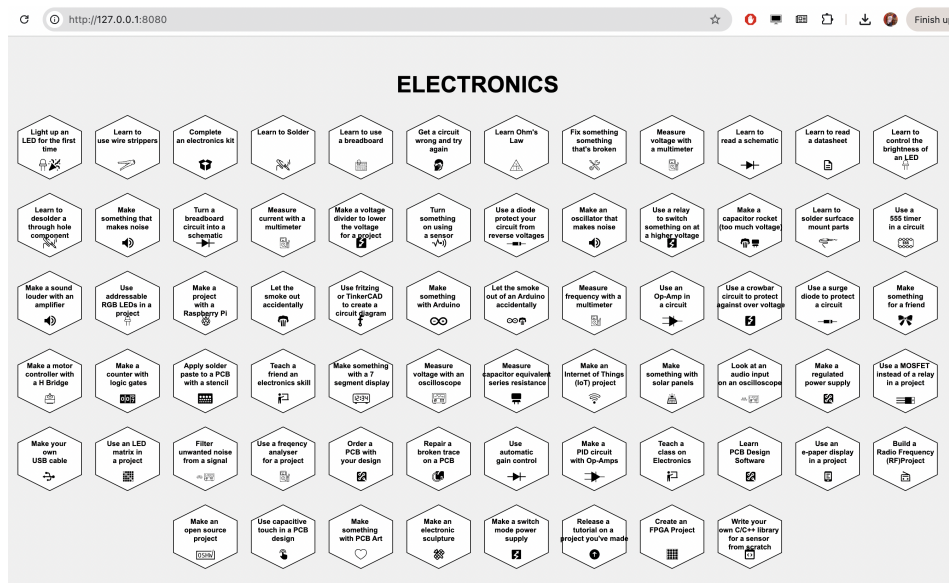 http://127.0.0.1:8080
Finish u
ELECTRONICS
Light up an
LED for the first
time
Learn to
use wire strippers
Complete
an electronics kit
Learn to Solder
Learn to use
a breadboard
Get a circuit
wrong and try
again
Learn Ohm's
Law
Fix something
something
that's broken
Measure
voltage with
a multimeter
Learn to
read a schematic
Learn to read
a datasheet
Learn to
control the
brightness of
an LED
Learn to
desolder a
through hole
component
Make
something that
makes noise
Turn a
breadboard
circuit into a
schematic
Measure
current with a
multimeter
Make a voltage
divider to lower
the voltage
for a project
Turn
something
on using
a sensor
Use a diode
protect your
circuit from
reverse voltages
Make an
oscillator that
makes noise
Use a relay
to switch
something on at
a higher voltage
Make a
capacitor rocket
(too much voltage)
Learn to
solder surfcace
mount parts
Use a
555 timer
in a circuit
Make a sound
louder with an
amplifier
Use
addressable
RGB LEDs in a
project
Make a
project
with a
Raspberry Pi
Let the
smoke out
accidentally
Use fritzing
or TinkerCAD
to create a
circuit diagram
Make
something
with Arduino
Let the smoke
out of an Arduino
accidentally
Measure
frequency with a
multimeter
Use an
Op-Amp in
a circuit
Use a crowbar
circuit to protect
against over voltage
Use a surge
diode to protect
a circuit
Make
something
for a friend
Make a motor
controller with
a H Bridge
Make a
counter with
logic gates
Apply solder
paste to a PCB
with a stencil
Teach a
friend an
electronics skill
Make something
with a 7
segment display
12:34
Measure
voltage with an
oscilloscope
Measure
capacitor equivalent
series resistance
Make an
Internet of Things
(IoT) project
Make
something with
solar panels
Look at an
audio input
on an oscilloscope
Make a
regulated
power supply
Use a MOSFET
instead of a relay
in a project
Make your
own
USB cable
Use an LED
matrix in
a project
Filter
unwanted noise
from a signal
Use a freqency
analyser for
a project
Order a
PCB with
your design
Repair a
broken trace
on a PCB
Use
automatic
gain control
Make a
PID circuit
with Op-Amps
Teach a
class on
Electronics
Learn
PCB Design
Software
Use an
e-paper display
in a project
Build a
Radio Frequency
(RF)Project
Make an
open source
project
OSHW
Use capacitive
touch in a PCB
design
Make
something
with PCB Art
Make an
electronic
sculpture
Make a switch
mode power
supply
Release a
tutorial on a
project you've made
Create an
FPGA Project
Write your
own C/C++ library
for a sensor
from scratch